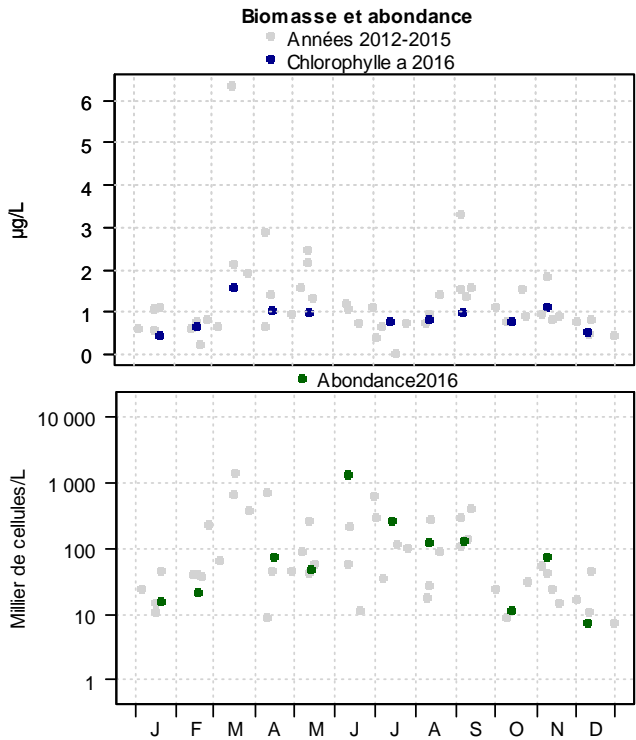 Biomasse et abondance
Années 2012-2015
Chlorophylle a 2016
6
5
4
3
2
1
0
µg/L
Abondance2016
10 000
1 000
100
10
1
Millier de cellules/L
J F M A M J J A S O N D